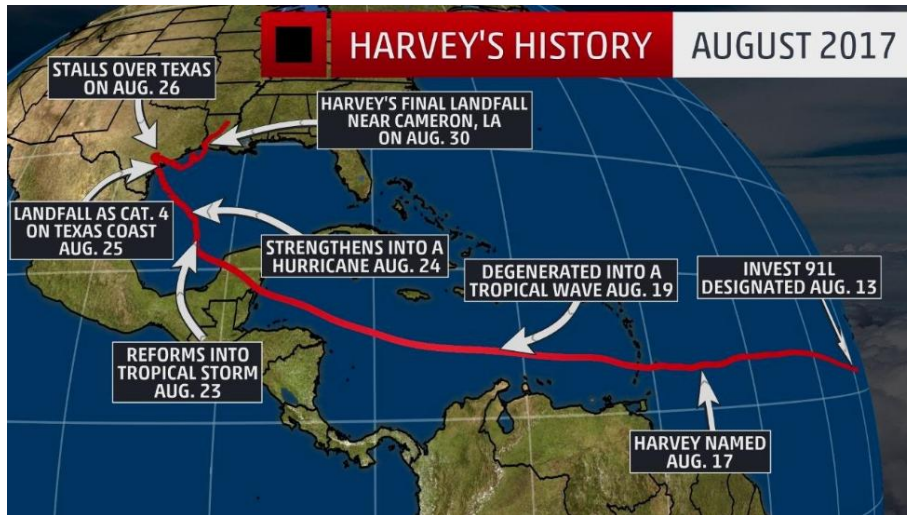 HARVEY'S HISTORY
AUGUST 2017
STALLS OVER TEXAS
ON AUG. 26
HARVEY'S FINAL LANDFALL
NEAR CAMERON, LA
ON AUG. 30
LANDFALL AS CAT. 4
ON TEXAS COAST
AUG. 25
STRENGTHENS INTO A
HURRICANE AUG. 24
DEGENERATED INTO A
TROPICAL WAVE AUG. 19
INVEST 91L
DESIGNATED AUG. 13
REFORMS INTO
TROPICAL STORM
AUG. 23
HARVEY NAMED
AUG. 17